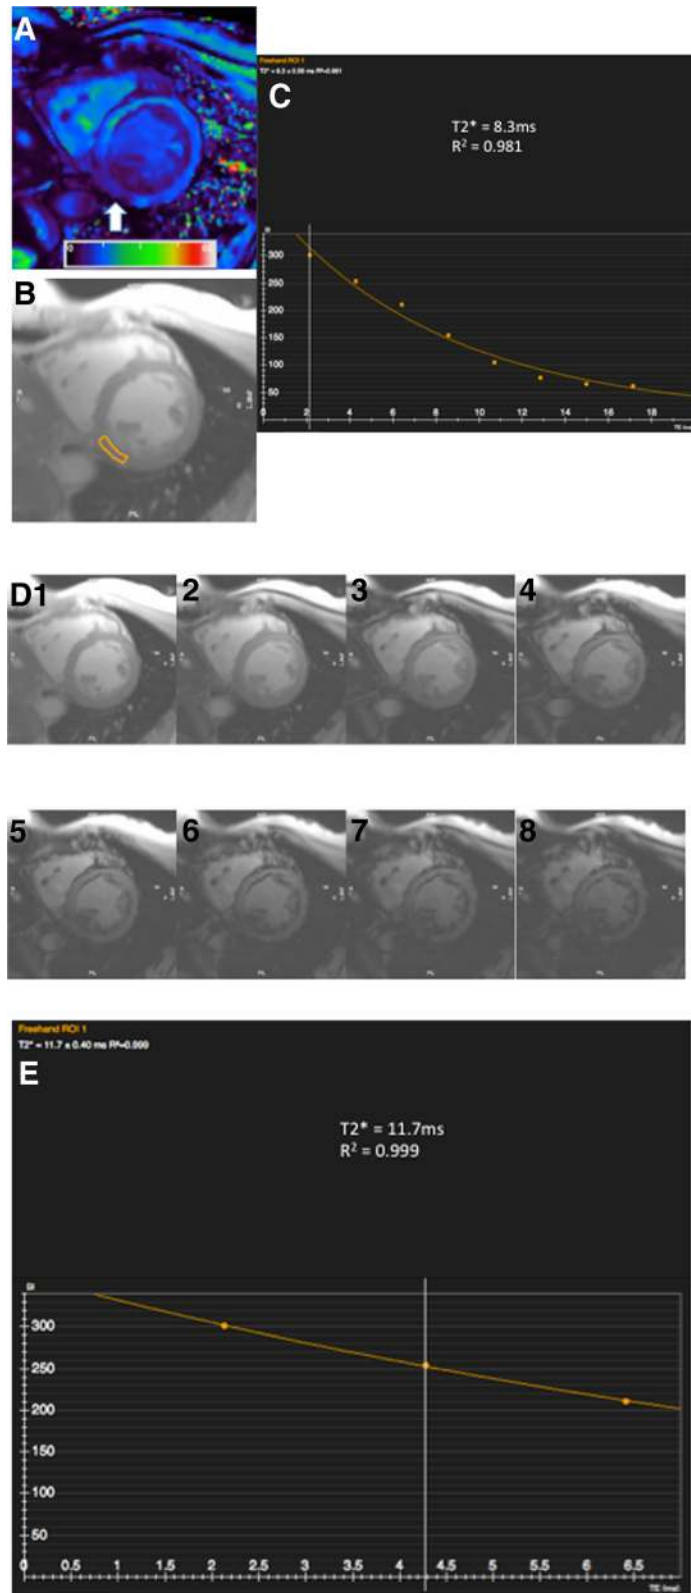 A
0
B
Freehand ROI 1
C
T2* = 8.3ms
R² = 0.981
SI
300
250
200
150
100
50
0 2 4 6 8 10 12 14 16 18
D1 2 3 4
5 6 7 8
Freehand ROI 1
T2* = 11.7 ± 0.40 ms R²=0.999
E
T2* = 11.7ms
R² = 0.999
SI
300
250
200
150
100
50
0 0.5 1 1.5 2 2.5 3 3.5 4 4.5 5 5.5 6 6.5